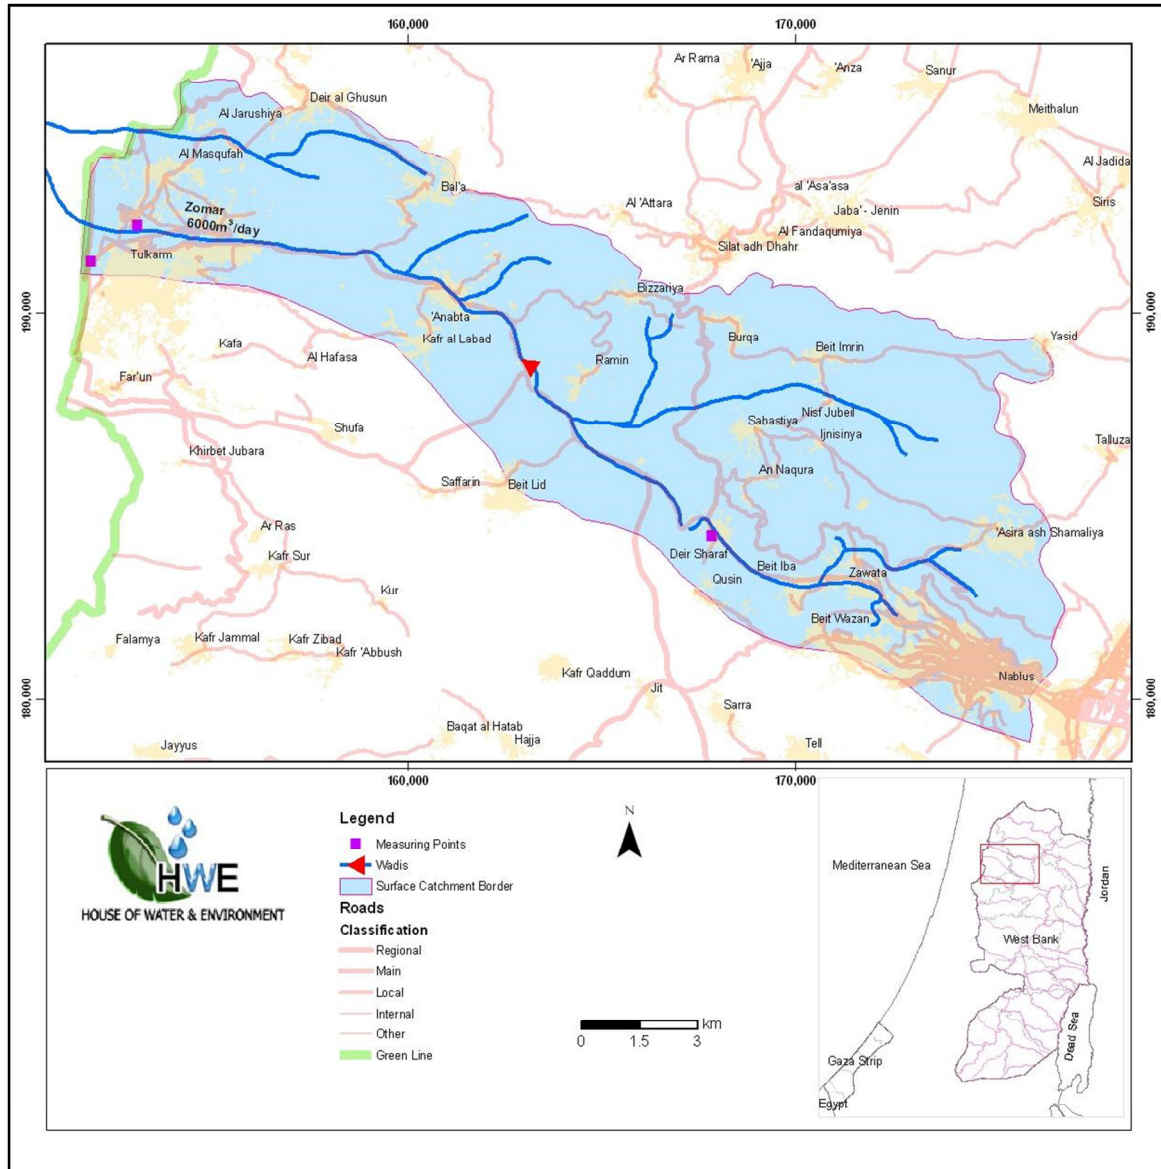 160,000
170,000
Ar Rama
'Ajja
'Anza
Sanur
Meithalun
Deir al Ghusun
Al Jarushiya
Al Masqufah
Al Jadida
Bal'a
al 'Asa'asa
Siris
Zomar
6000m³/day
Al 'Attara
Jaba' - Jenin
Al Fandaqumiya
Silat adh Dhahr
Tulkarm
Bizzariya
190,000
190,000
'Anabta
Kafr al Labad
Burqa
Yasid
Kafa
Al Hafasa
Beit Imrin
Ramin
Far'un
Nisf Jubeil
Sabastiya
Ijnisinya
Shufa
Talluza
Khirbet Jubara
An Naqura
Saffarin
Beit Lid
Ar Ras
'Asira ash Shamaliya
Kafr Sur
Deir Sharaf
Beit Iba
Zawata
Qusin
Kur
Beit Wazan
Falamya
Kafr Jammal
Kafr Zibad
Kafr 'Abbush
Kafr Qaddum
Nablus
Jit
180,000
180,000
Sarra
Baqat al Hatab
Hajja
Jayyus
Tell
160,000
170,000
HWE
HOUSE OF WATER & ENVIRONMENT
Legend
Measuring Points
Wadis
Surface Catchment Border
Roads
Classification
Regional
Main
Local
Internal
Other
Green Line
N
km
0 1.5 3
Mediterranean Sea
Jordan
West Bank
Dead Sea
Gaza Strip
Egypt